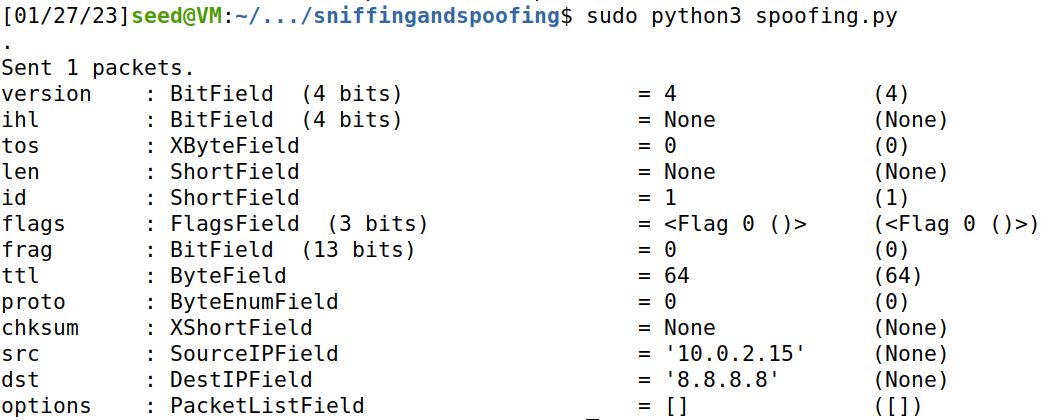 [01/27/23]seed@VM:~/.../sniffingandspoofing$ sudo python3 spoofing.py
.
Sent 1 packets.
version    : BitField  (4 bits)                  = 4               (4)
ihl        : BitField  (4 bits)                  = None            (None)
tos        : XByteField                          = 0               (0)
len        : ShortField                          = None            (None)
id         : ShortField                          = 1               (1)
flags      : FlagsField  (3 bits)                = <Flag 0 ()>     (<Flag 0 ()>)
frag       : BitField  (13 bits)                 = 0               (0)
ttl        : ByteField                           = 64              (64)
proto      : ByteEnumField                       = 0               (0)
chksum     : XShortField                         = None            (None)
src        : SourceIPField                       = '10.0.2.15'     (None)
dst        : DestIPField                         = '8.8.8.8'       (None)
options    : PacketListField                     = []              ([])